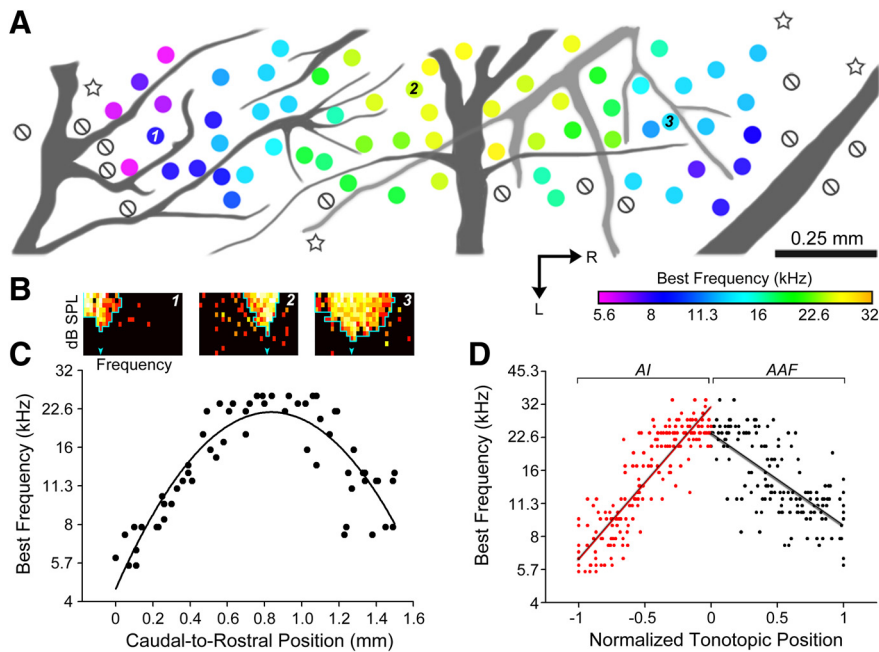 A
1
2
3
0.25 mm
R
L
Best Frequency (kHz)
5.6 8 11.3 16 22.6 32
B
dB SPL
1
2
3
Frequency
C
Best Frequency (kHz)
32
22.6
16
11.3
8
5.7
4
0 0.2 0.4 0.6 0.8 1.0 1.2 1.4 1.6
Caudal-to-Rostral Position (mm)
D
AI
AAF
Best Frequency (kHz)
45.3
32
22.6
16
11.3
8
5.7
4
-1 -0.5 0 0.5 1
Normalized Tonotopic Position